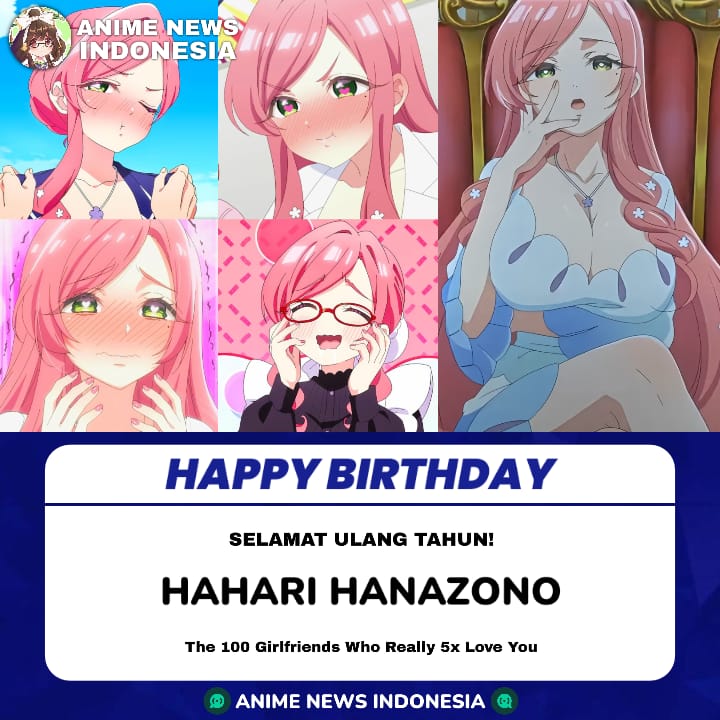 ANIME NEWS
INDONESIA
HAPPY BIRTHDAY
SELAMAT ULANG TAHUN!
HAHARI HANAZONO
The 100 Girlfriends Who Really 5x Love You
ANIME NEWS INDONESIA